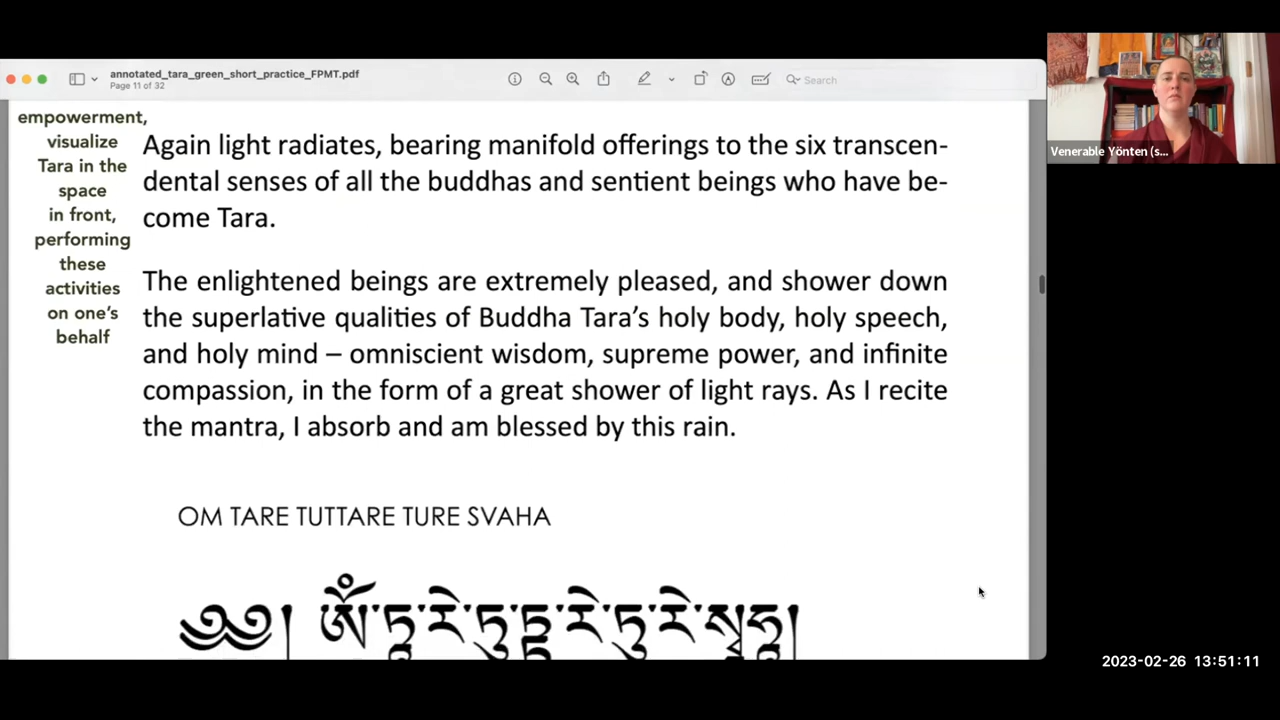 annotated_tara_green_short_practice_FPMT.pdf
Page 11 of 32
Search
empowerment,
visualize
Tara in the
space
in front,
performing
these
activities
on one’s
behalf
Again light radiates, bearing manifold offerings to the six transcen-
dental senses of all the buddhas and sentient beings who have be-
come Tara.
The enlightened beings are extremely pleased, and shower down
the superlative qualities of Buddha Tara’s holy body, holy speech,
and holy mind – omniscient wisdom, supreme power, and infinite
compassion, in the form of a great shower of light rays. As I recite
the mantra, I absorb and am blessed by this rain.
OM TARE TUTTARE TURE SVAHA
༄༅། ཨོཾ་ཏཱ་རེ་ཏུ་ཏྟཱ་རེ་ཏུ་རེ་སྭཱ་ཧཱ།
Venerable Yönten (s...
2023-02-26 13:51:11